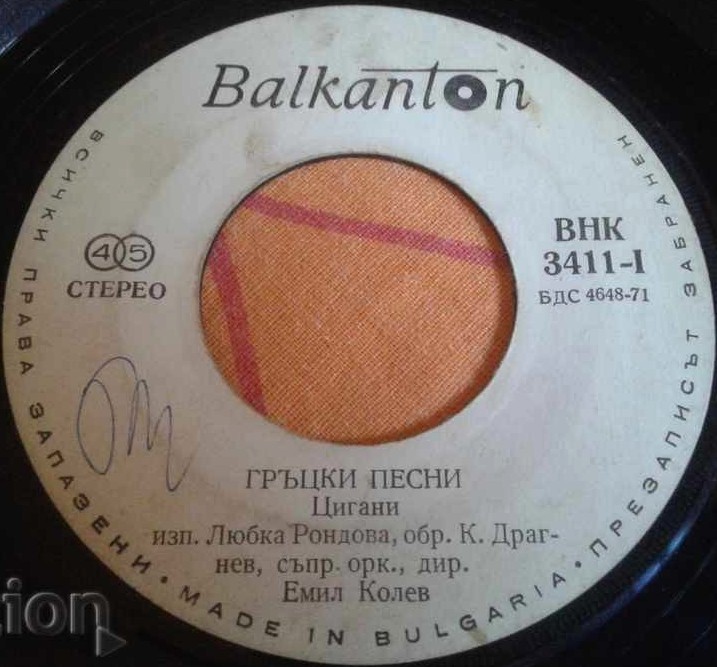 Balkanton
45
СТЕРЕО
ВНК
3411-I
БДС 4648-71
ГРЪЦКИ ПЕСНИ
Цигани
изп. Любка Рондова, обр. К. Драг-
нев, съпр. орк., дир.
Емил Колев
ВСИЧКИ ПРАВА ЗАПАЗЕНИ • MADE IN BULGARIA • ПРЕЗАПИСЪТ ЗАБРАНЕН